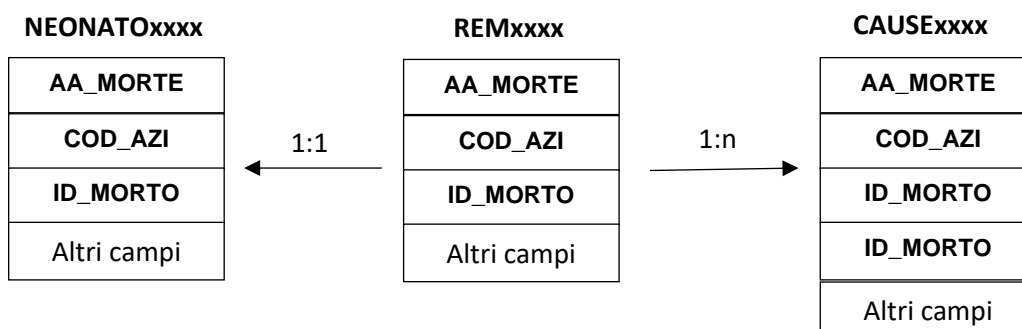 NEONATOxxxx
AA_MORTE
COD_AZI
ID_MORTO
Altri campi
1:1
REMxxxx
AA_MORTE
COD_AZI
ID_MORTO
Altri campi
1:n
CAUSExxxx
AA_MORTE
COD_AZI
ID_MORTO
ID_MORTO
Altri campi